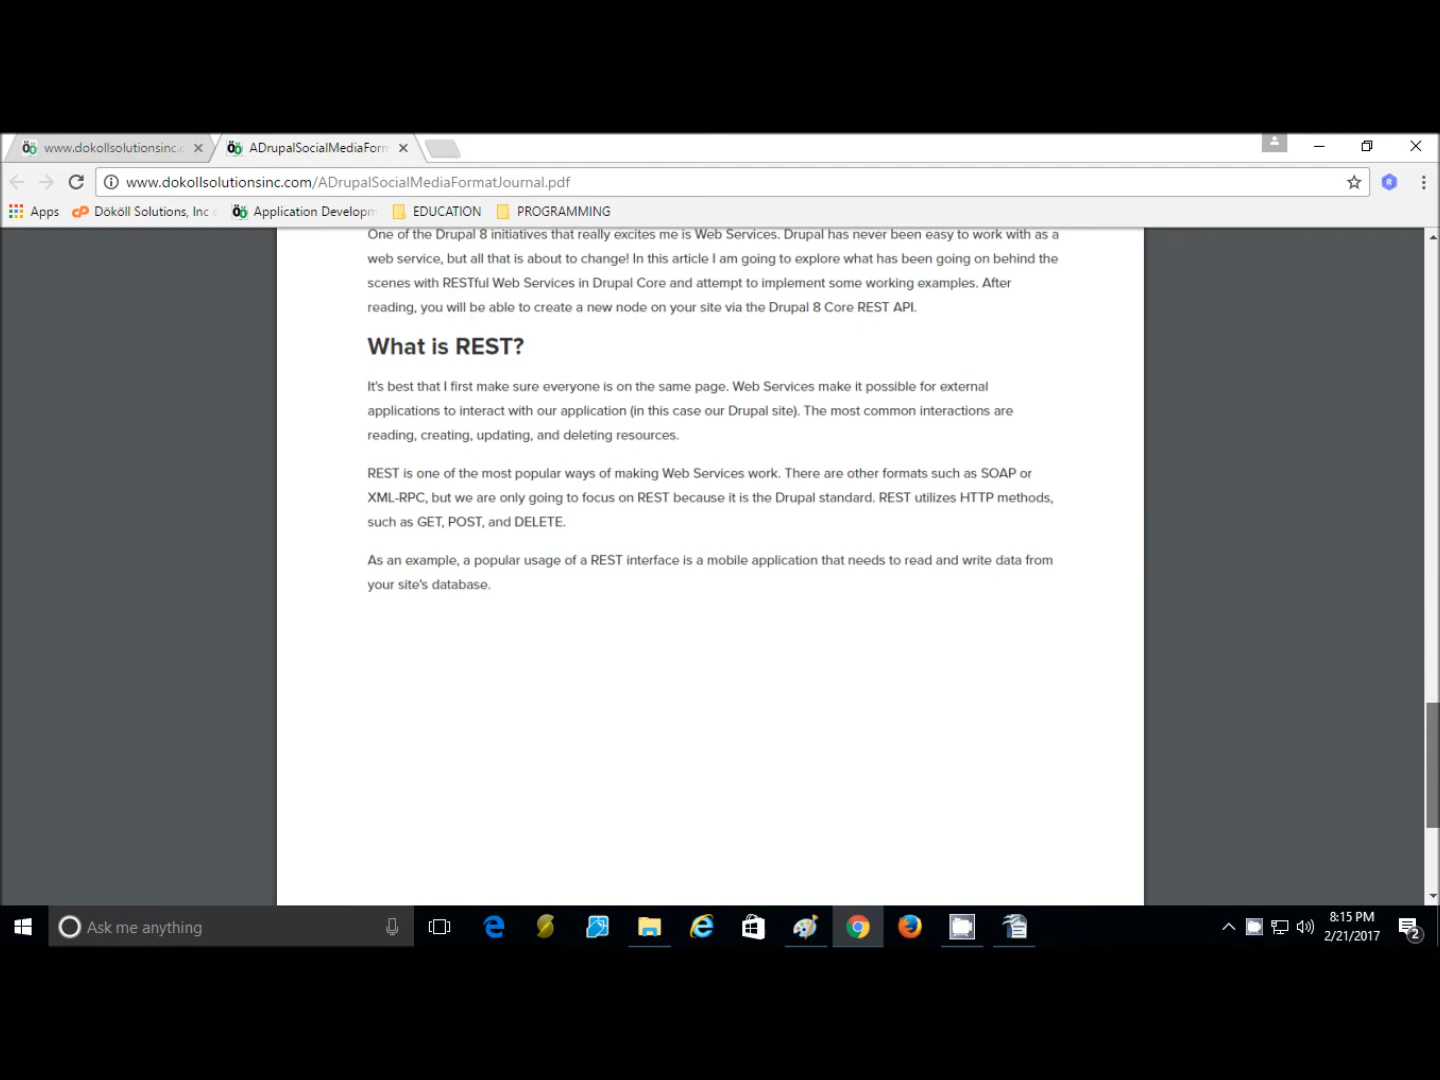 www.dokollsolutionsinc.
ADrupalSocialMediaForm
www.dokollsolutionsinc.com/ADrupalSocialMediaFormatJournal.pdf
Apps
Dököll Solutions, Inc
Application Developm
EDUCATION
PROGRAMMING
One of the Drupal 8 initiatives that really excites me is Web Services. Drupal has never been easy to work with as a
web service, but all that is about to change! In this article I am going to explore what has been going on behind the
scenes with RESTful Web Services in Drupal Core and attempt to implement some working examples. After
reading, you will be able to create a new node on your site via the Drupal 8 Core REST API.
What is REST?
It's best that I first make sure everyone is on the same page. Web Services make it possible for external
applications to interact with our application (in this case our Drupal site). The most common interactions are
reading, creating, updating, and deleting resources.
REST is one of the most popular ways of making Web Services work. There are other formats such as SOAP or
XML-RPC, but we are only going to focus on REST because it is the Drupal standard. REST utilizes HTTP methods,
such as GET, POST, and DELETE.
As an example, a popular usage of a REST interface is a mobile application that needs to read and write data from
your site's database.
Ask me anything
8:15 PM
2/21/2017
2